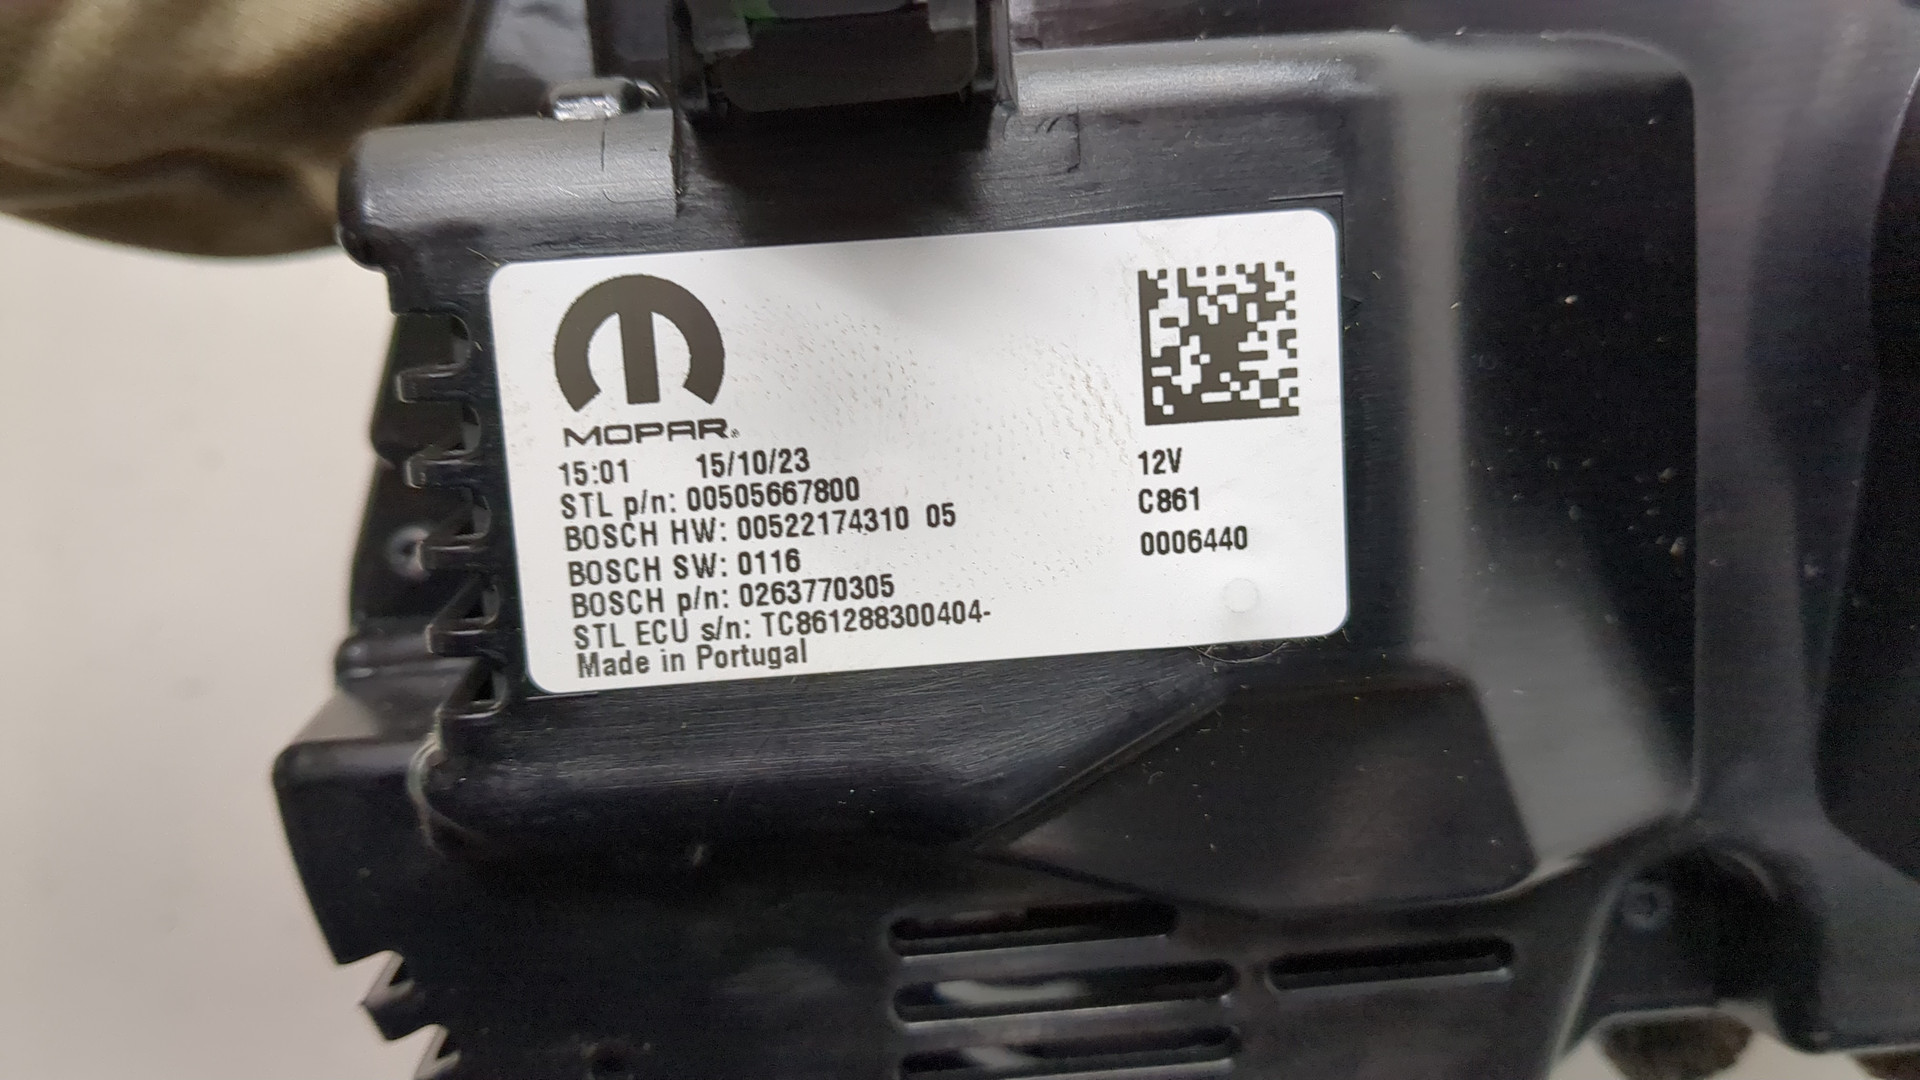 MOPAR®
15:01 15/10/23
STL p/n: 00505667800
BOSCH HW: 00522174310 05
BOSCH SW: 0116
BOSCH p/n: 0263770305
STL ECU s/n: TC861288300404-
Made in Portugal
12V
C861
0006440